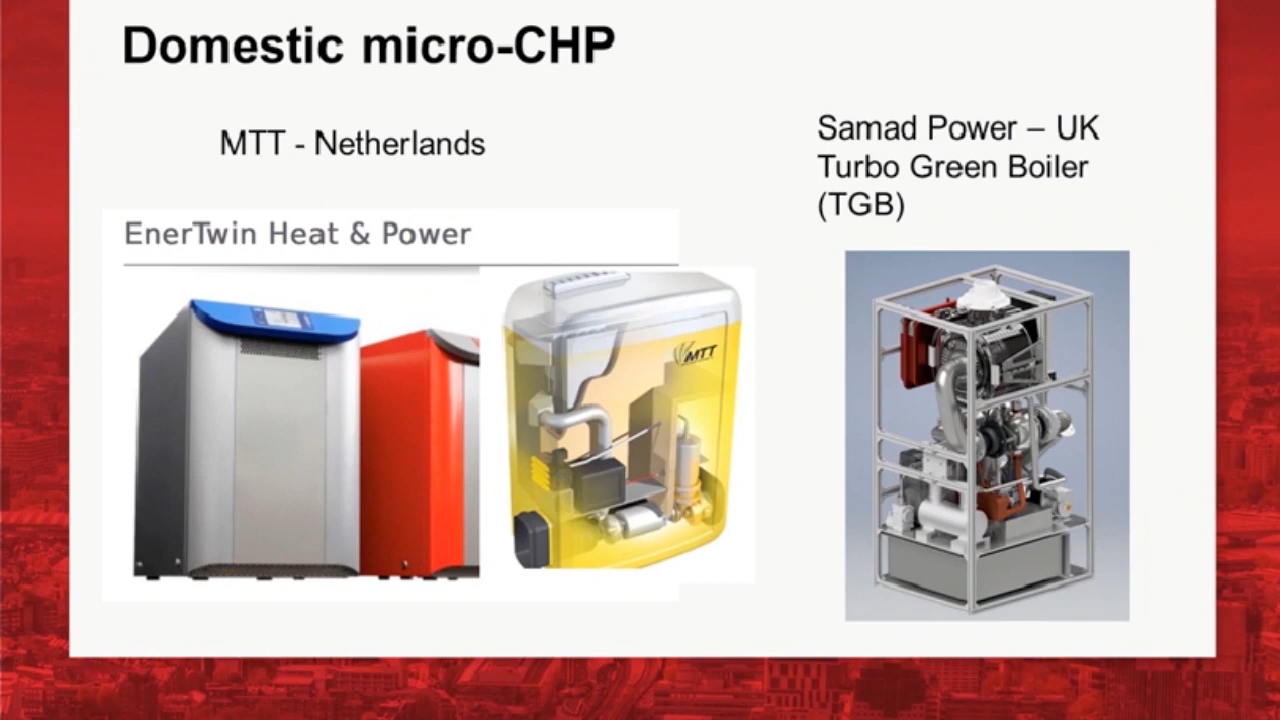 Domestic micro-CHP
MTT - Netherlands
Samad Power – UK
Turbo Green Boiler
(TGB)
EnerTwin Heat & Power
MTT